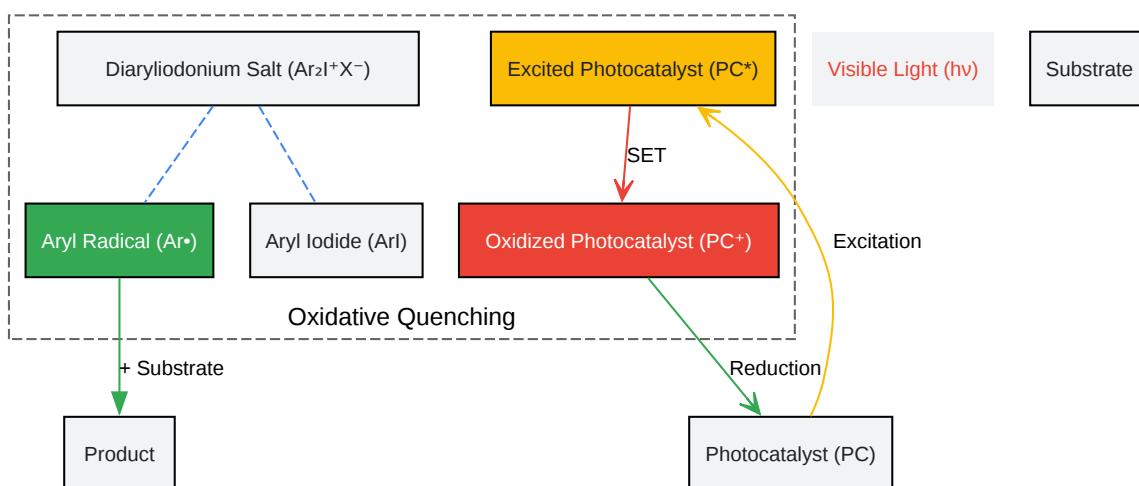 Diaryliodonium Salt (Ar₂I⁺X⁻)
Excited Photocatalyst (PC*)
Visible Light (hν)
Substrate
SET
Aryl Radical (Ar•)
Aryl Iodide (ArI)
Oxidized Photocatalyst (PC⁺)
Excitation
Oxidative Quenching
+ Substrate
Reduction
Product
Photocatalyst (PC)